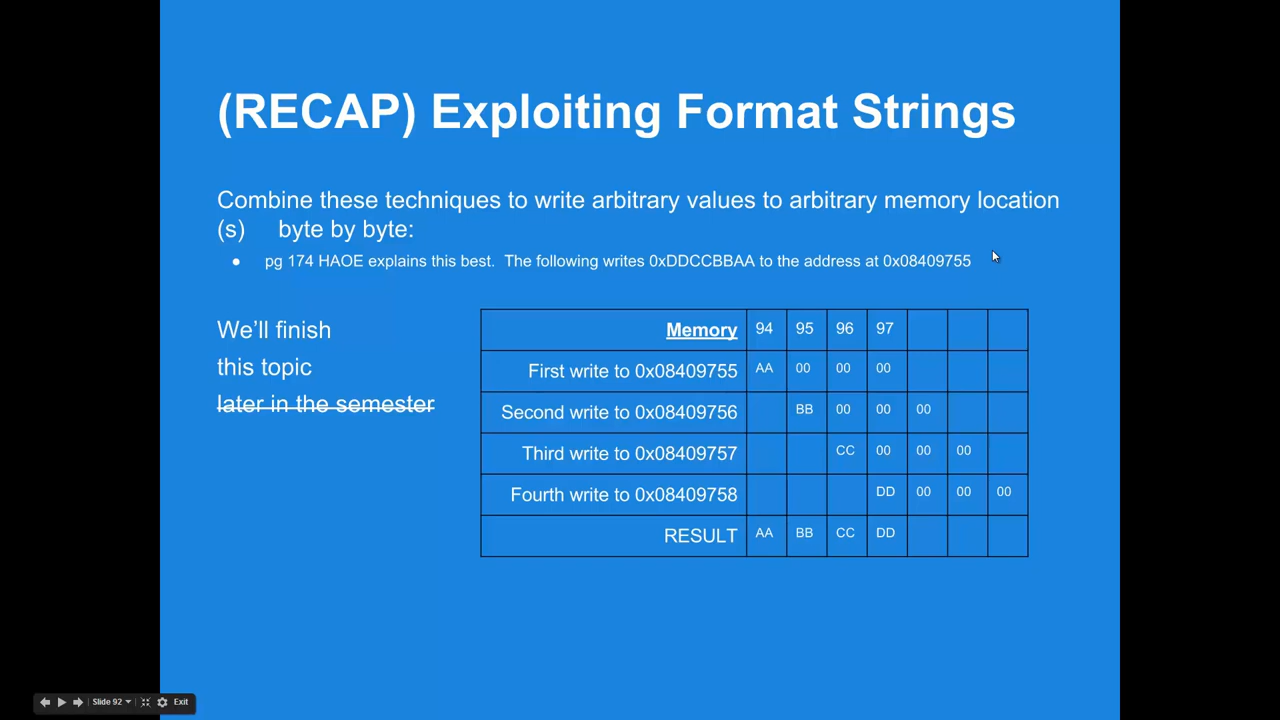 (RECAP) Exploiting Format Strings
Combine these techniques to write arbitrary values to arbitrary memory location
(s) byte by byte:
● pg 174 HAOE explains this best. The following writes 0xDDCCBBAA to the address at 0x08409755
We’ll finish
this topic
later in the semester
Memory 94 95 96 97
First write to 0x08409755 AA 00 00 00
Second write to 0x08409756 BB 00 00 00
Third write to 0x08409757 CC 00 00 00
Fourth write to 0x08409758 DD 00 00 00
RESULT AA BB CC DD
Slide 92 Exit